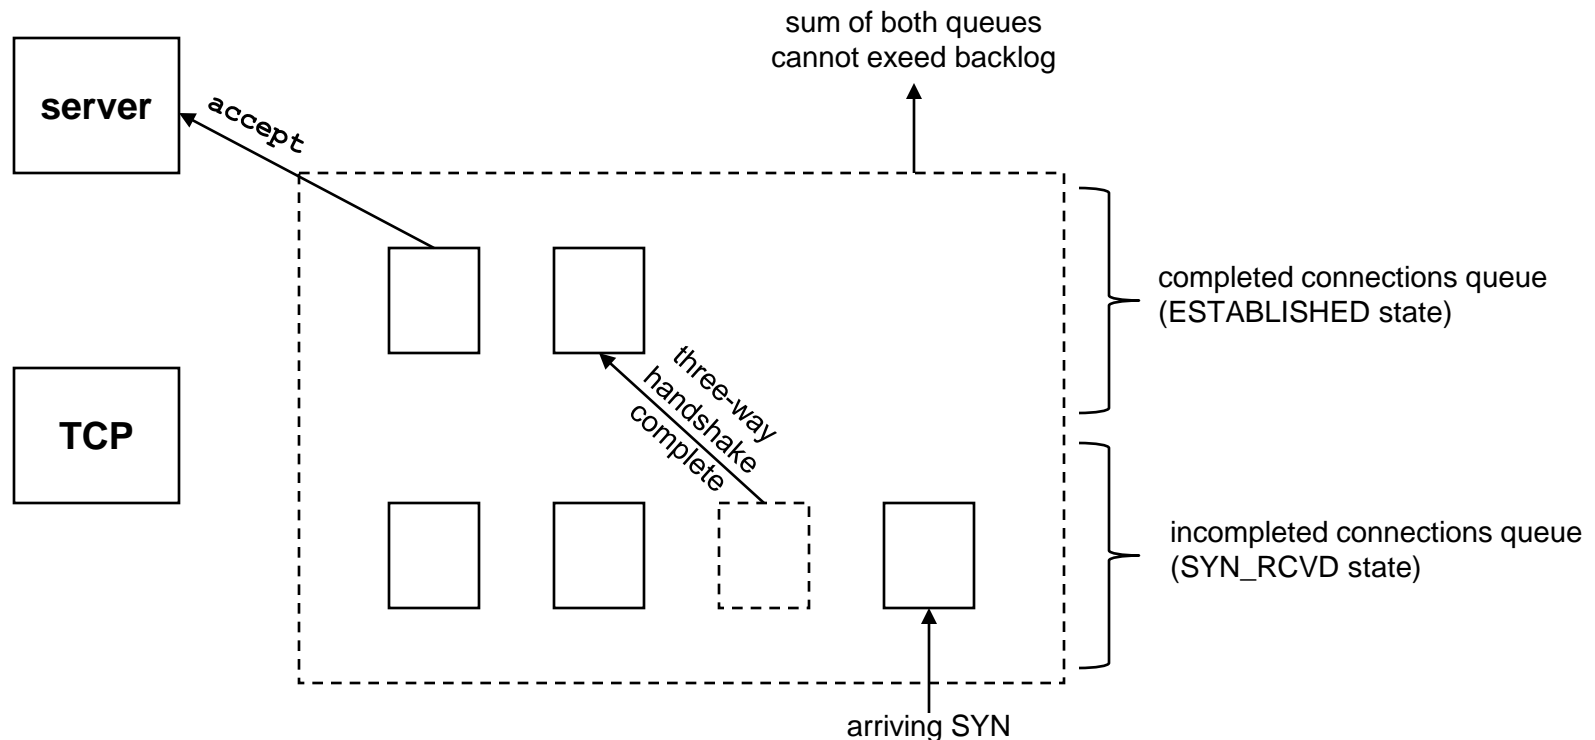 sum of both queues
cannot exeed backlog
server
accept
completed connections queue
(ESTABLISHED state)
three-way
handshake
complete
TCP
incompleted connections queue
(SYN_RCVD state)
arriving SYN